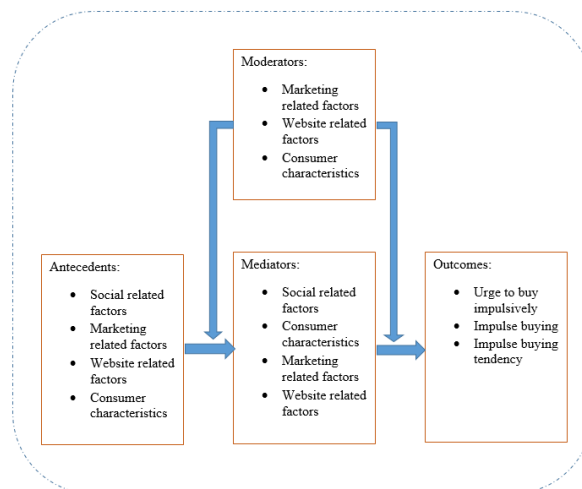 Moderators:
• Marketing
related factors
• Website related
factors
• Consumer
characteristics
Antecedents:
• Social related
factors
• Marketing
related factors
• Website related
factors
• Consumer
characteristics
Mediators:
• Social related
factors
• Consumer
characteristics
• Marketing
related factors
• Website related
factors
Outcomes:
• Urge to buy
impulsively
• Impulse buying
• Impulse buying
tendency